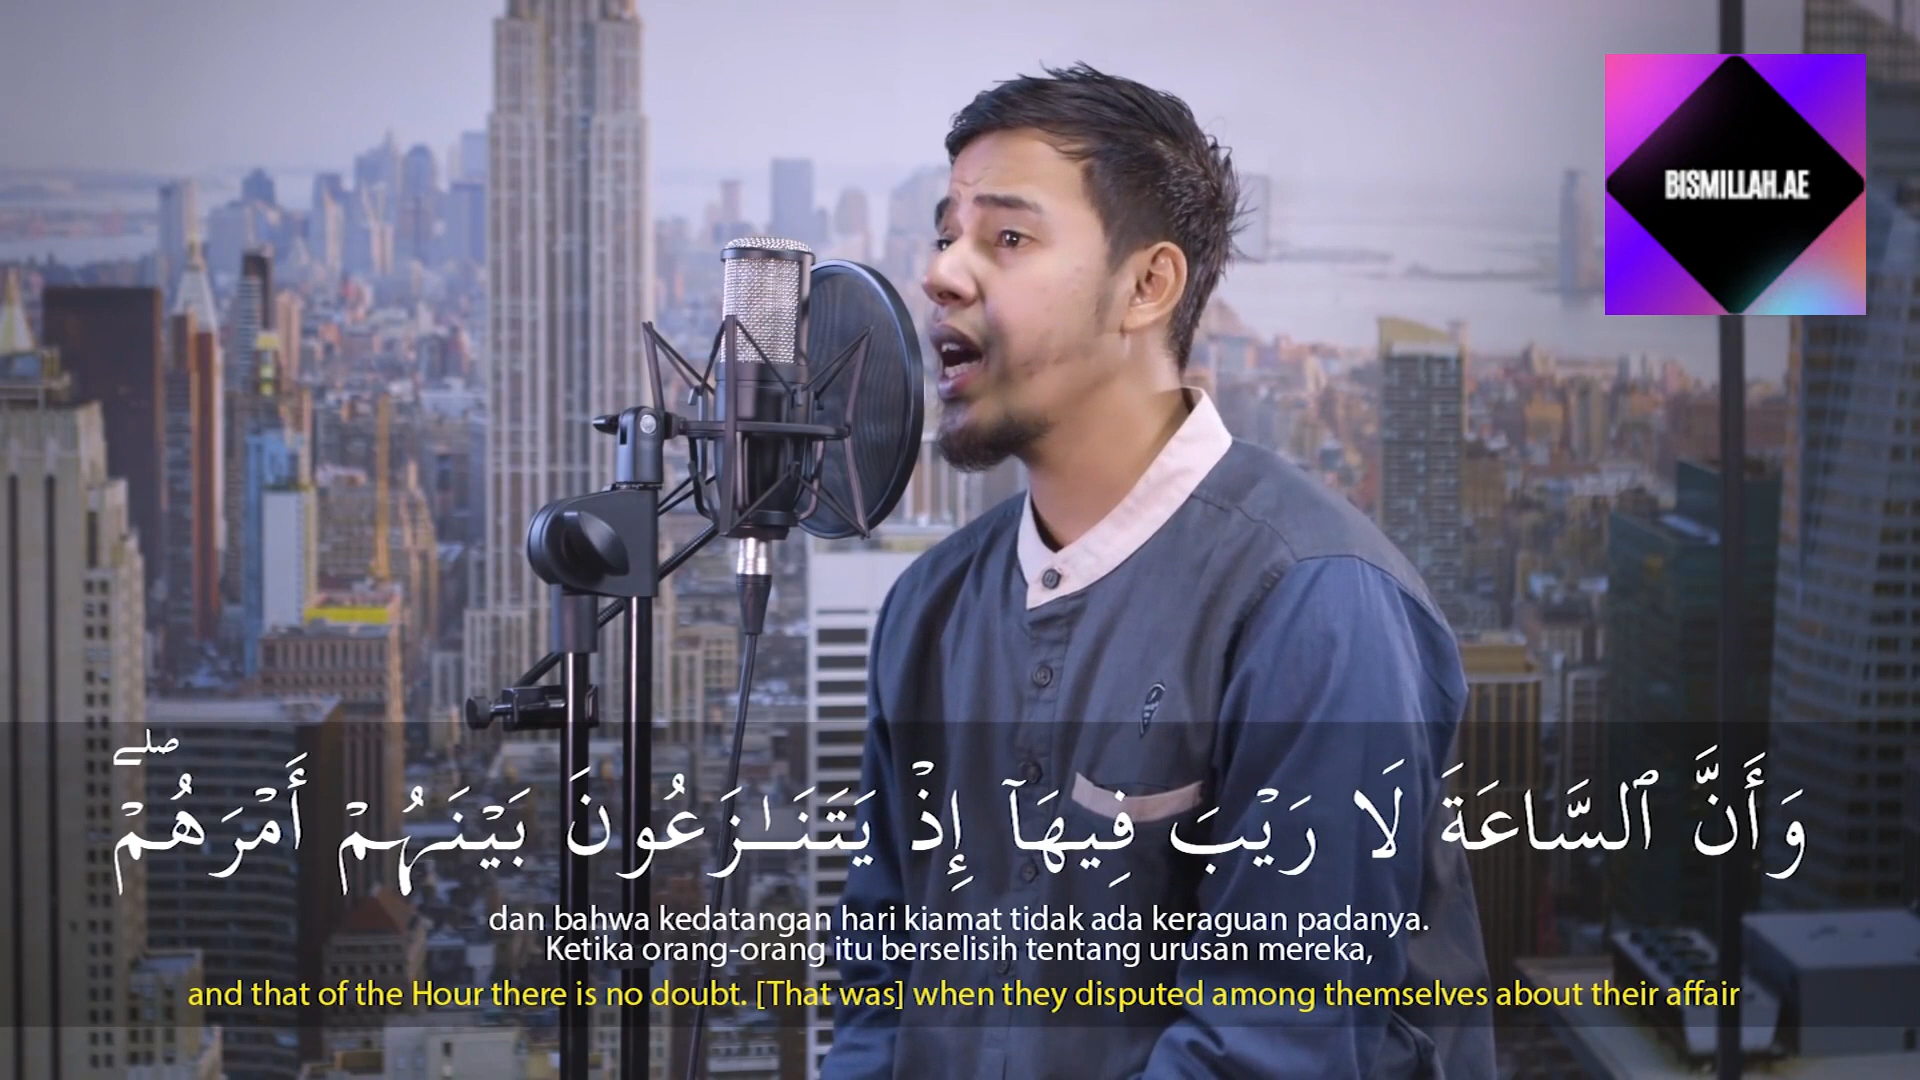 BISMILLAH.AE
وَأَنَّ ٱلسَّاعَةَ لَا رَيْبَ فِيهَآ إِذْ يَتَنَـٰزَعُونَ بَيْنَهُمْ أَمْرَهُمْ ۖ
dan bahwa kedatangan hari kiamat tidak ada keraguan padanya.
Ketika orang-orang itu berselisih tentang urusan mereka,
and that of the Hour there is no doubt. [That was] when they disputed among themselves about their affair